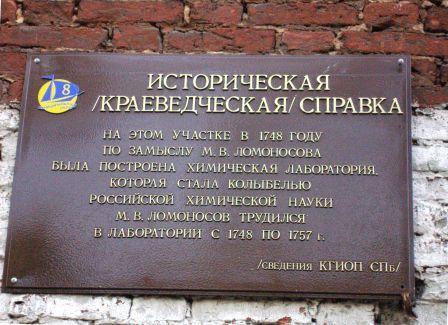 8
ИСТОРИЧЕСКАЯ
/КРАЕВЕДЧЕСКАЯ/ СПРАВКА
НА ЭТОМ УЧАСТКЕ В 1748 ГОДУ
ПО ЗАМЫСЛУ М. В. ЛОМОНОСОВА
БЫЛА ПОСТРОЕНА ХИМИЧЕСКАЯ ЛАБОРАТОРИЯ,
КОТОРАЯ СТАЛА КОЛЫБЕЛЬЮ
РОССИЙСКОЙ ХИМИЧЕСКОЙ НАУКИ
М. В. ЛОМОНОСОВ ТРУДИЛСЯ
В ЛАБОРАТОРИИ С 1748 ПО 1757 г.
/СВЕДЕНИЯ КГИОП СПб/